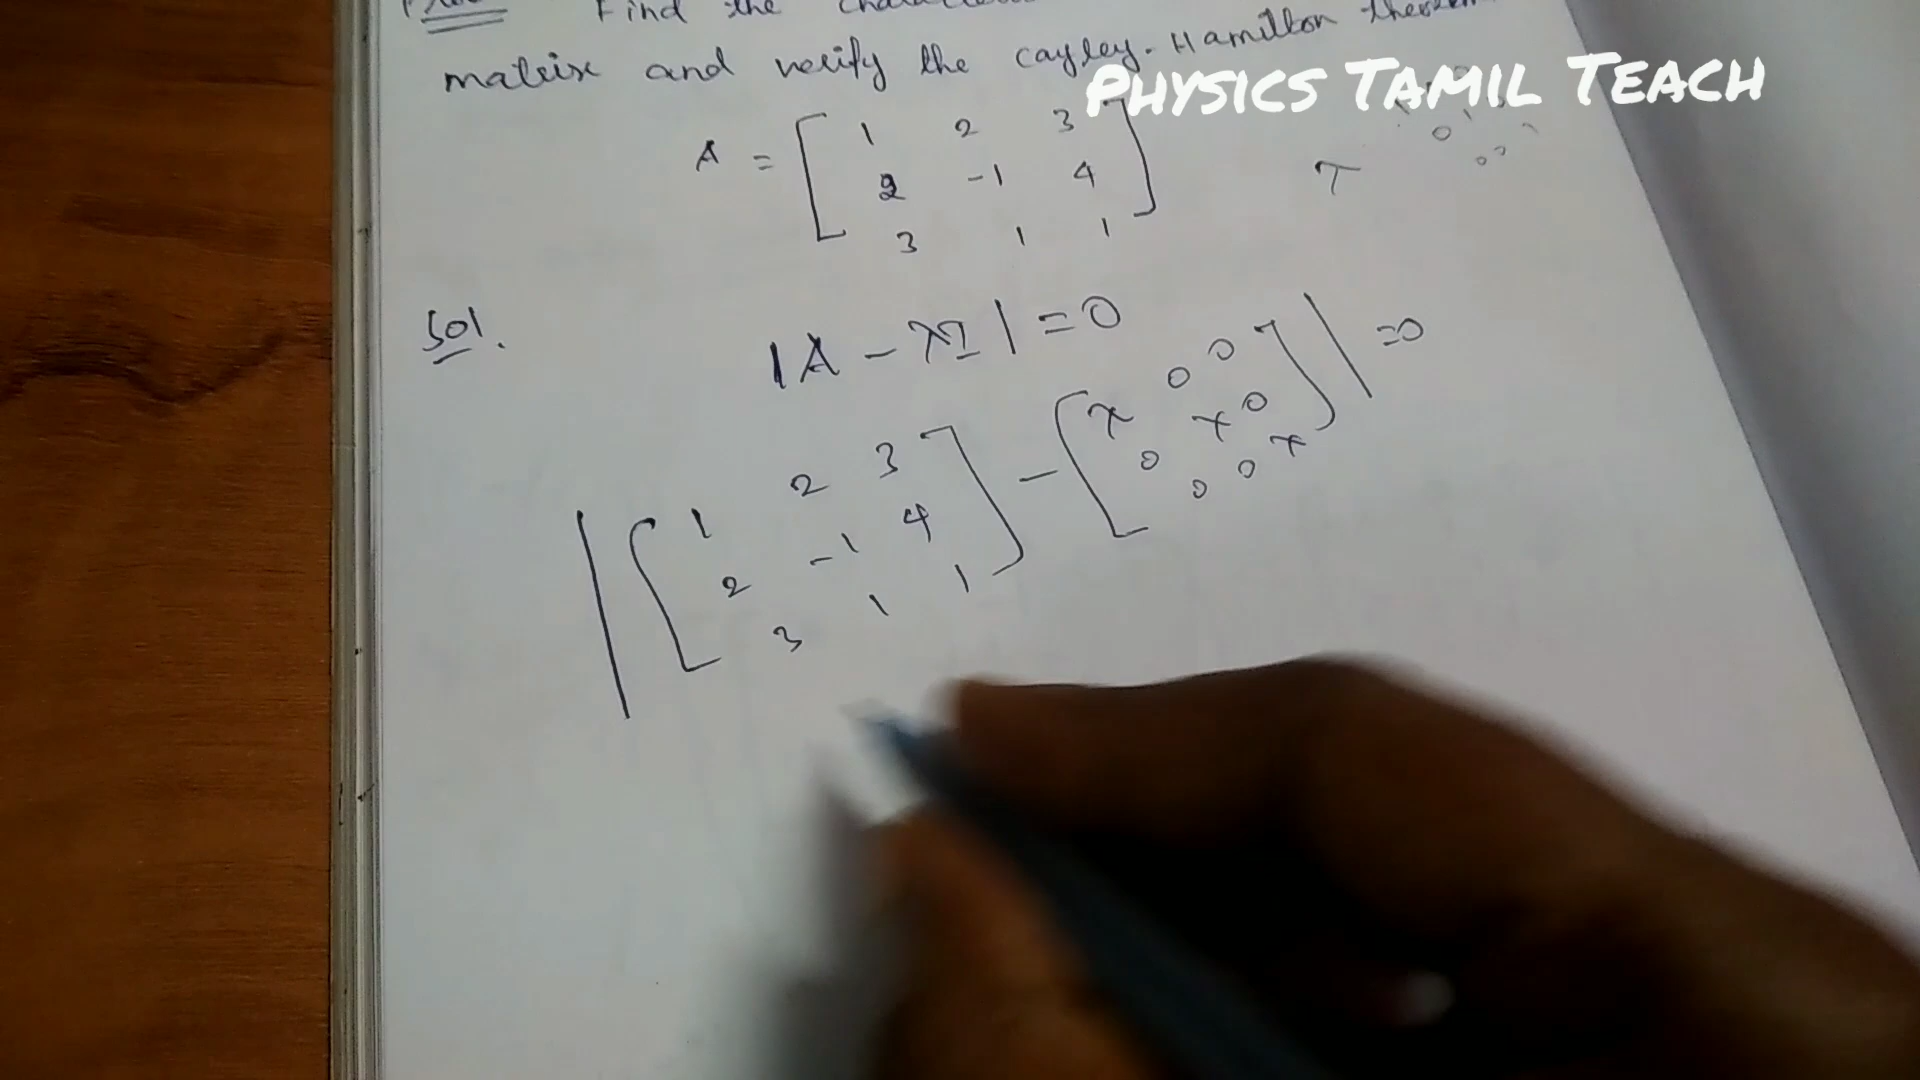 Find the
matrix and verify the cayley-Hamilton theorem
PHYSICS TAMIL TEACH
A = [ 1 2 3
2 -1 4
3 1 1 ]
Sol.
|A - λI| = 0
| [ 1 2 3
2 -1 4
3 1 1 ] - [ λ 0 0
0 λ 0
0 0 λ ] | = 0